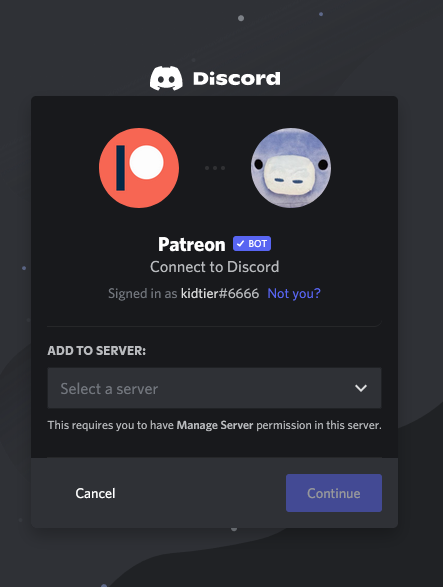 Discord
Patreon ✓ BOT
Connect to Discord
Signed in as kidtier#6666 Not you?
ADD TO SERVER:
Select a server
This requires you to have Manage Server permission in this server.
Cancel Continue